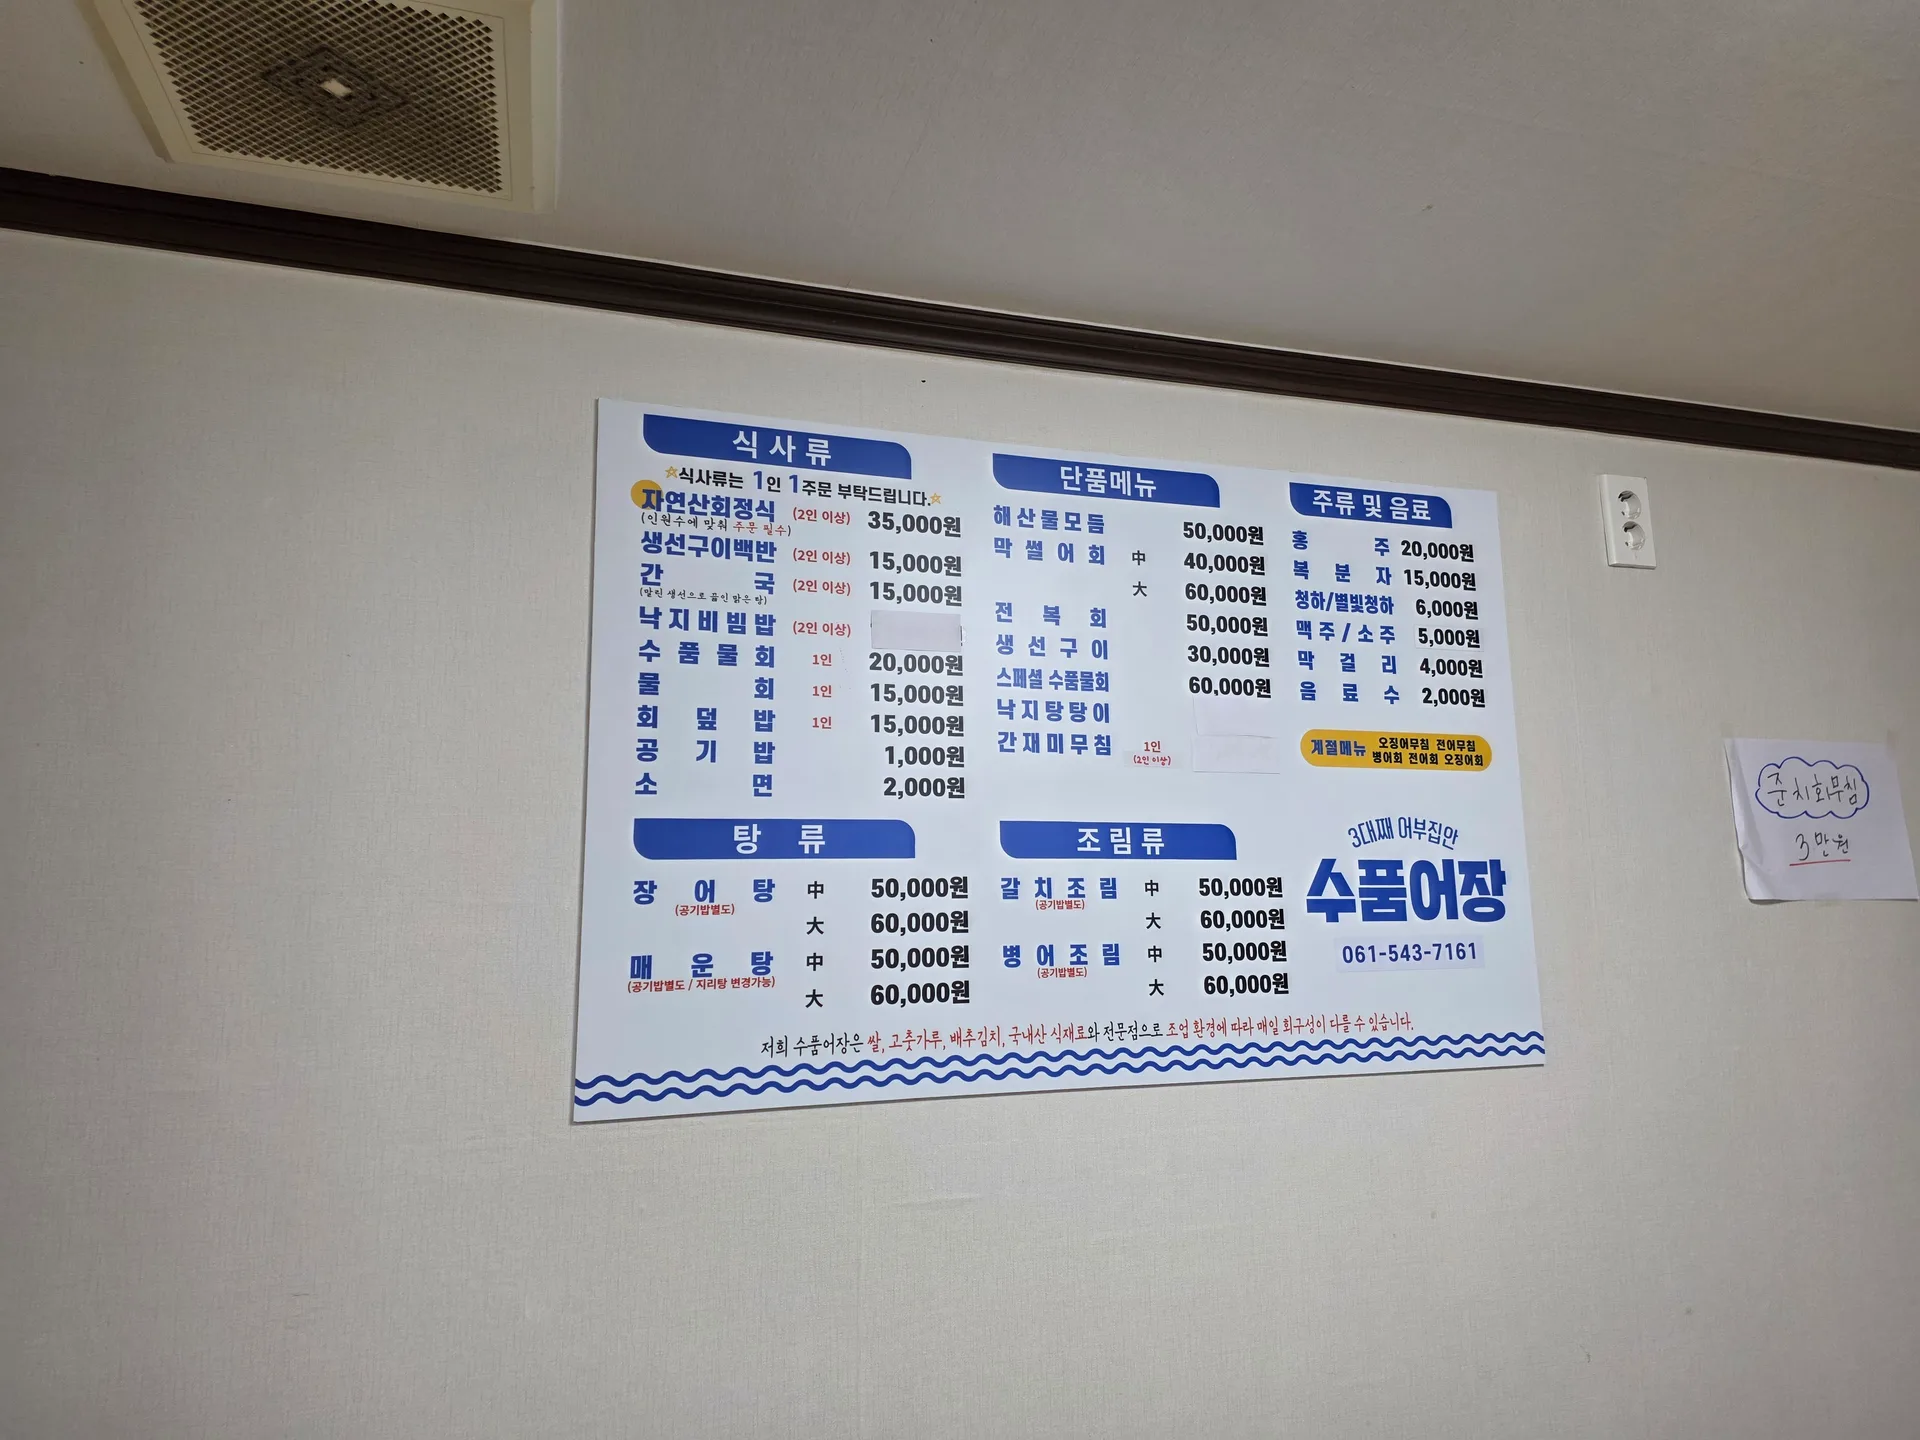 식사류
식사류는 1인 1주문 부탁드립니다.
자연산회정식 (2인 이상) 35,000원
(인원수에 맞춰 주문 필수)
생선구이백반 (2인 이상) 15,000원
간국 (2인 이상) 15,000원
(말린 생선으로 끓인 맑은 탕)
낙지비빔밥 (2인 이상)
수품물회 1인 20,000원
물회 1인 15,000원
회덮밥 1인 15,000원
공기밥 1,000원
소면 2,000원
단품메뉴
해산물모듬 50,000원
막썰어회 中 40,000원
大 60,000원
전복회 50,000원
생선구이 30,000원
스페셜 수품물회 60,000원
낙지탕탕이
간재미무침 1인
(2인 이상)
주류 및 음료
홍주 20,000원
복분자 15,000원
청하/별빛청하 6,000원
맥주/소주 5,000원
막걸리 4,000원
음료수 2,000원
계절메뉴 오징어무침 전어무침
병어회 전어회 오징어회
탕류
장어탕 中 50,000원
(공기밥별도)
大 60,000원
매운탕 中 50,000원
(공기밥별도 / 지리탕 변경가능)
大 60,000원
조림류
갈치조림 中 50,000원
(공기밥별도)
大 60,000원
병어조림 中 50,000원
(공기밥별도)
大 60,000원
3대째 어부집안
수품어장
061-543-7161
저희 수품어장은 쌀, 고춧가루, 배추김치, 국내산 식재료와 전문점으로 조업 환경에 따라 매일 회구성이 다를 수 있습니다.
준치회무침
3만원